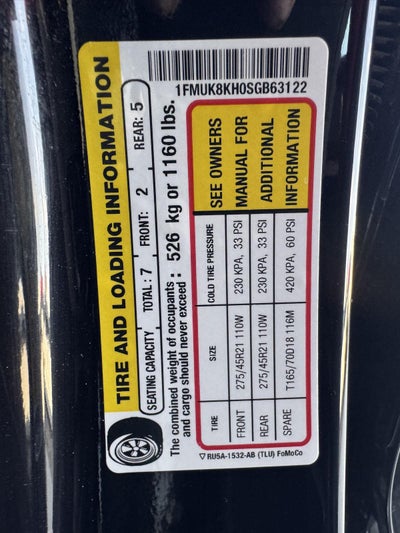 TIRE AND LOADING INFORMATION
SEATING CAPACITY TOTAL: 7 FRONT: 2 REAR: 5
The combined weight of occupants and cargo should never exceed: 526 kg or 1160 lbs.
TIRE SIZE COLD TIRE PRESSURE SEE OWNERS
FRONT 275/45R21 110W 230 KPA, 33 PSI MANUAL FOR
REAR 275/45R21 110W 230 KPA, 33 PSI ADDITIONAL
SPARE T165/70D18 116M 420 KPA, 60 PSI INFORMATION
RU5A-1532-AB (TLU) FoMoCo
1FMUK8KH0SGB63122